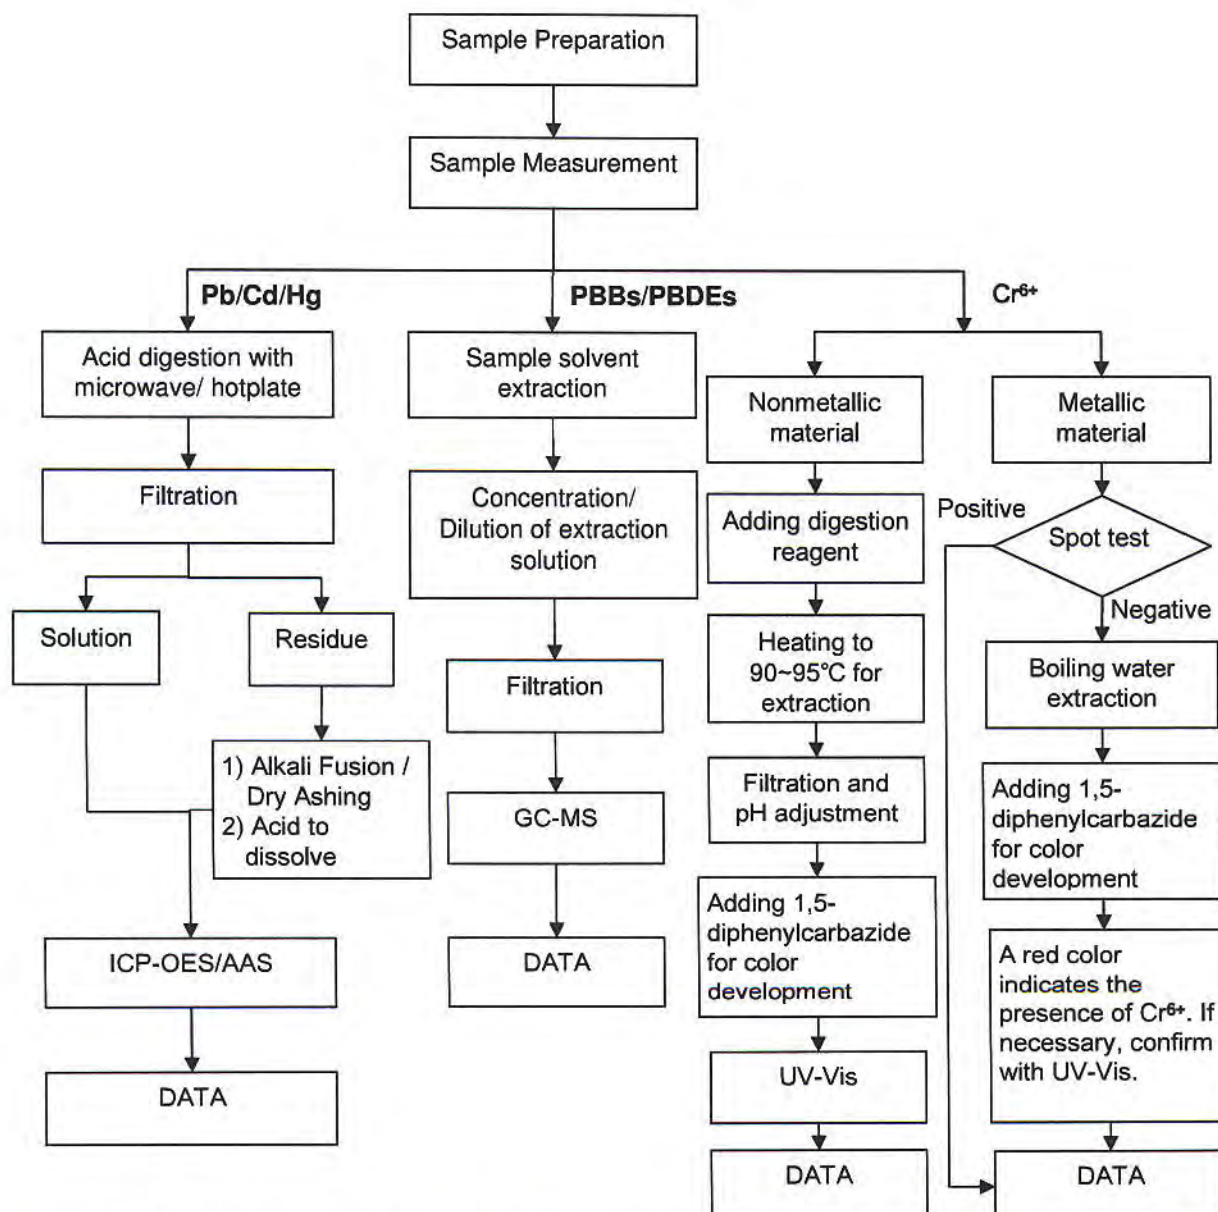 Sample Preparation
Sample Measurement
Pb/Cd/Hg
Acid digestion with
microwave/ hotplate
Filtration
Solution
Residue
1) Alkali Fusion /
Dry Ashing
2) Acid to
dissolve
ICP-OES/AAS
DATA
PBBs/PBDEs
Sample solvent
extraction
Concentration/
Dilution of extraction
solution
Filtration
GC-MS
DATA
Cr⁶⁺
Nonmetallic
material
Adding digestion
reagent
Heating to
90~95℃ for
extraction
Filtration and
pH adjustment
Adding 1,5-
diphenylcarbazide
for color
development
UV-Vis
DATA
Metallic
material
Positive
Spot test
Negative
Boiling water
extraction
Adding 1,5-
diphenylcarbazide
for color
development
A red color
indicates the
presence of Cr⁶⁺. If
necessary, confirm
with UV-Vis.
DATA